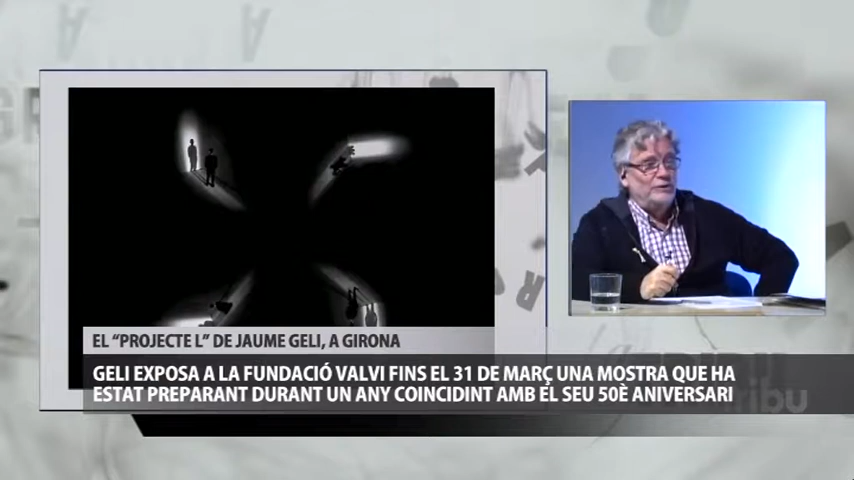 EL “PROJECTE L” DE JAUME GELI, A GIRONA
GELI EXPOSA A LA FUNDACIÓ VALVI FINS EL 31 DE MARÇ UNA MOSTRA QUE HA
ESTAT PREPARANT DURANT UN ANY COINCIDINT AMB EL SEU 50È ANIVERSARI
tribu